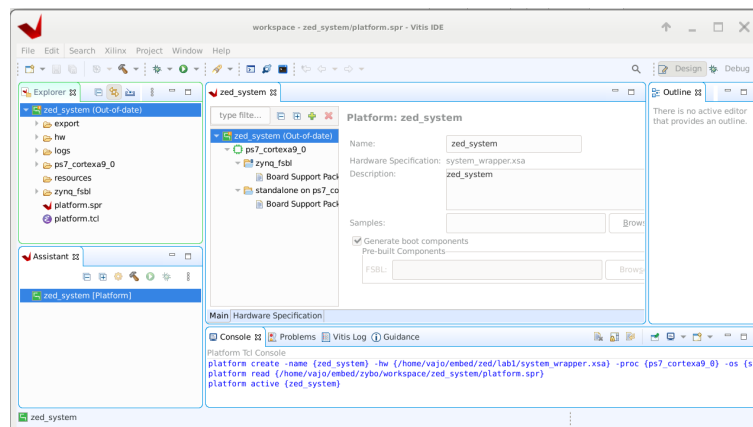 workspace - zed_system/platform.spr - Vitis IDE
File Edit Search Xilinx Project Window Help
Design Debug
Explorer
zed_system (Out-of-date)
export
hw
logs
ps7_cortexa9_0
resources
zynq_fsbl
platform.spr
platform.tcl
Assistant
zed_system [Platform]
zed_system
type filte...
zed_system (Out-of-date)
ps7_cortexa9_0
zynq_fsbl
Board Support Pack
standalone on ps7_co
Board Support Pack
Platform: zed_system
Name: zed_system
Hardware Specification: system_wrapper.xsa
Description: zed_system
Samples: Brows
Generate boot components
Pre-built Components
FSBL: Browse
Main Hardware Specification
Outline
There is no active editor
that provides an outline.
Console Problems Vitis Log Guidance
Platform Tcl Console
platform create -name {zed_system} -hw {/home/vajo/embed/zed/lab1/system_wrapper.xsa} -proc {ps7_cortexa9_0} -os {s
platform read {/home/vajo/embed/zybo/workspace/zed_system/platform.spr}
platform active {zed_system}
zed_system